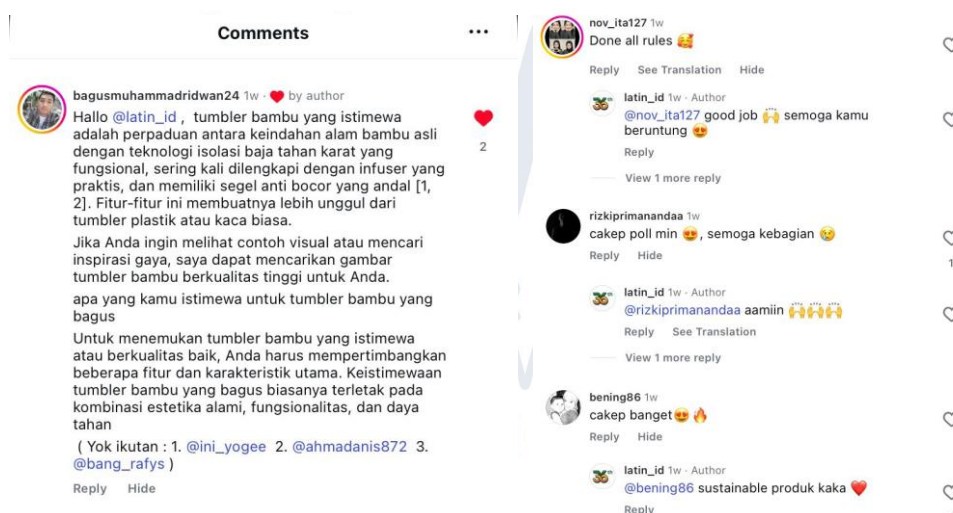 Comments
bagusmuhammadridwan24 1w · ❤️ by author
Hallo @latin_id , tumbler bambu yang istimewa
adalah perpaduan antara keindahan alam bambu asli
dengan teknologi isolasi baja tahan karat yang
fungsional, sering kali dilengkapi dengan infuser yang
praktis, dan memiliki segel anti bocor yang andal [1,
2]. Fitur-fitur ini membuatnya lebih unggul dari
tumbler plastik atau kaca biasa.
Jika Anda ingin melihat contoh visual atau mencari
inspirasi gaya, saya dapat mencarikan gambar
tumbler bambu berkualitas tinggi untuk Anda.
apa yang kamu istimewa untuk tumbler bambu yang
bagus
Untuk menemukan tumbler bambu yang istimewa
atau berkualitas baik, Anda harus mempertimbangkan
beberapa fitur dan karakteristik utama. Keistimewaan
tumbler bambu yang bagus biasanya terletak pada
kombinasi estetika alami, fungsionalitas, dan daya
tahan
( Yok ikutan : 1. @ini_yogee 2. @ahmadanis872 3.
@bang_rafys )
Reply Hide
2
nov_ita127 1w
Done all rules 🥰
Reply See Translation Hide
latin_id 1w · Author
@nov_ita127 good job 🙌 semoga kamu
beruntung 😍
Reply
View 1 more reply
rizkiprimanandaa 1w
cakep poll min 😍, semoga kebagian 😢
Reply Hide
1
latin_id 1w · Author
@rizkiprimanandaa aamiin 🙌🙌🙌
Reply See Translation
View 1 more reply
bening86 1w
cakep banget😍🔥
Reply Hide
latin_id 1w · Author
@bening86 sustainable produk kaka ❤️
Reply